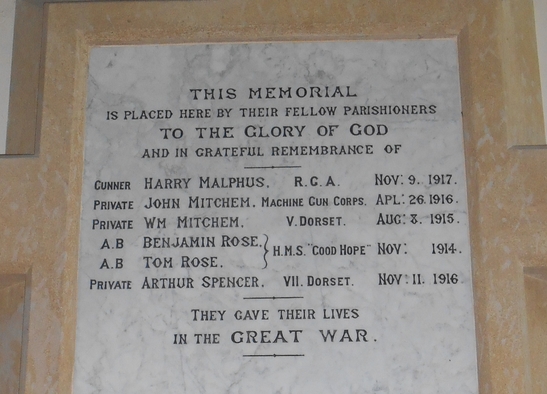 THIS MEMORIAL
IS PLACED HERE BY THEIR FELLOW PARISHIONERS
TO THE GLORY OF GOD
AND IN GRATEFUL REMEMBRANCE OF
GUNNER HARRY MALPHUS. R.G.A. NOV: 9. 1917.
PRIVATE JOHN MITCHEM. MACHINE GUN CORPS. APL: 26. 1916.
PRIVATE WM MITCHEM. V. DORSET. AUG: 8. 1915.
A.B BENJAMIN ROSE.
H.M.S. "GOOD HOPE" NOV: 1914.
A.B TOM ROSE.
PRIVATE ARTHUR SPENCER. VII. DORSET. NOV: 11. 1916.
THEY GAVE THEIR LIVES
IN THE GREAT WAR.